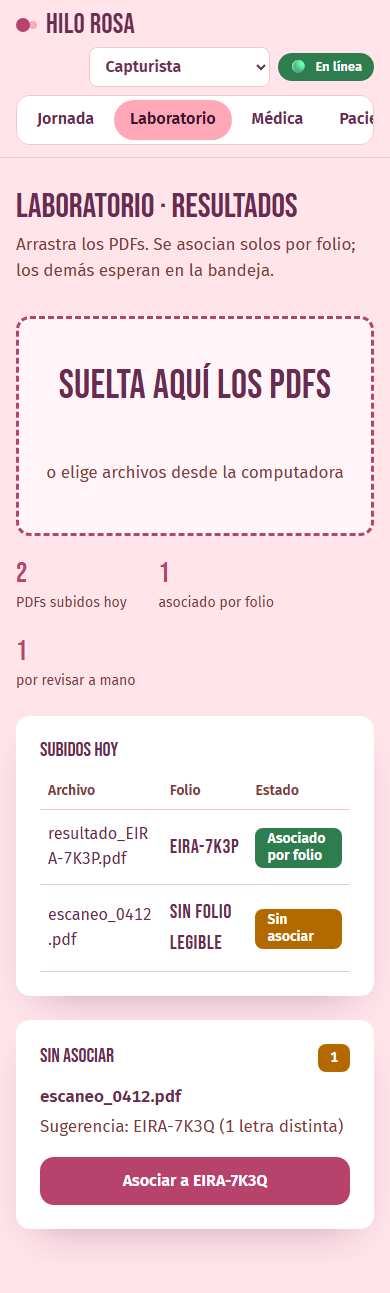 HILO ROSA
Capturista
En línea
Jornada
Laboratorio
Médica
Pacie
LABORATORIO · RESULTADOS
Arrastra los PDFs. Se asocian solos por folio;
los demás esperan en la bandeja.
SUELTA AQUÍ LOS PDFS
o elige archivos desde la computadora
2
PDFs subidos hoy
1
asociado por folio
1
por revisar a mano
SUBIDOS HOY
Archivo
Folio
Estado
resultado_EIR
A-7K3P.pdf
EIRA-7K3P
Asociado
por folio
escaneo_0412
.pdf
SIN FOLIO
LEGIBLE
Sin
asociar
SIN ASOCIAR
1
escaneo_0412.pdf
Sugerencia: EIRA-7K3Q (1 letra distinta)
Asociar a EIRA-7K3Q